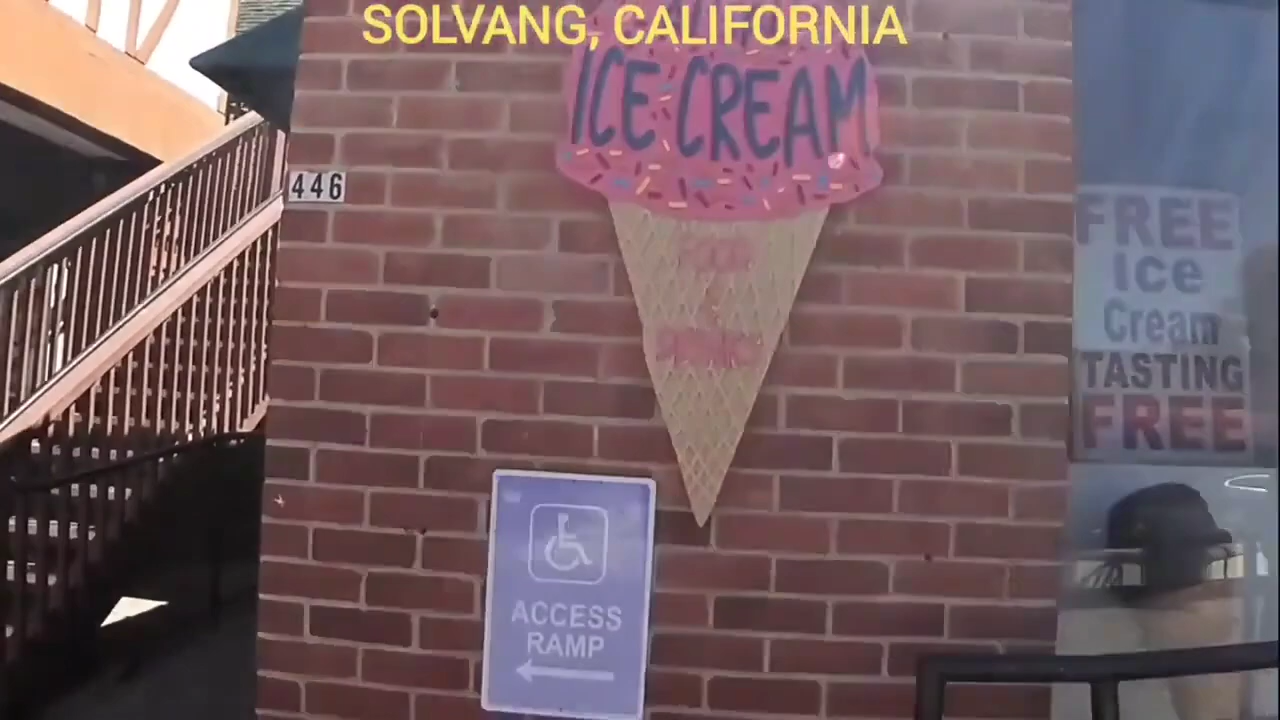 SOLVANG, CALIFORNIA
ICE CREAM
446
FREE
Ice
Cream
TASTING
FREE
ACCESS
RAMP